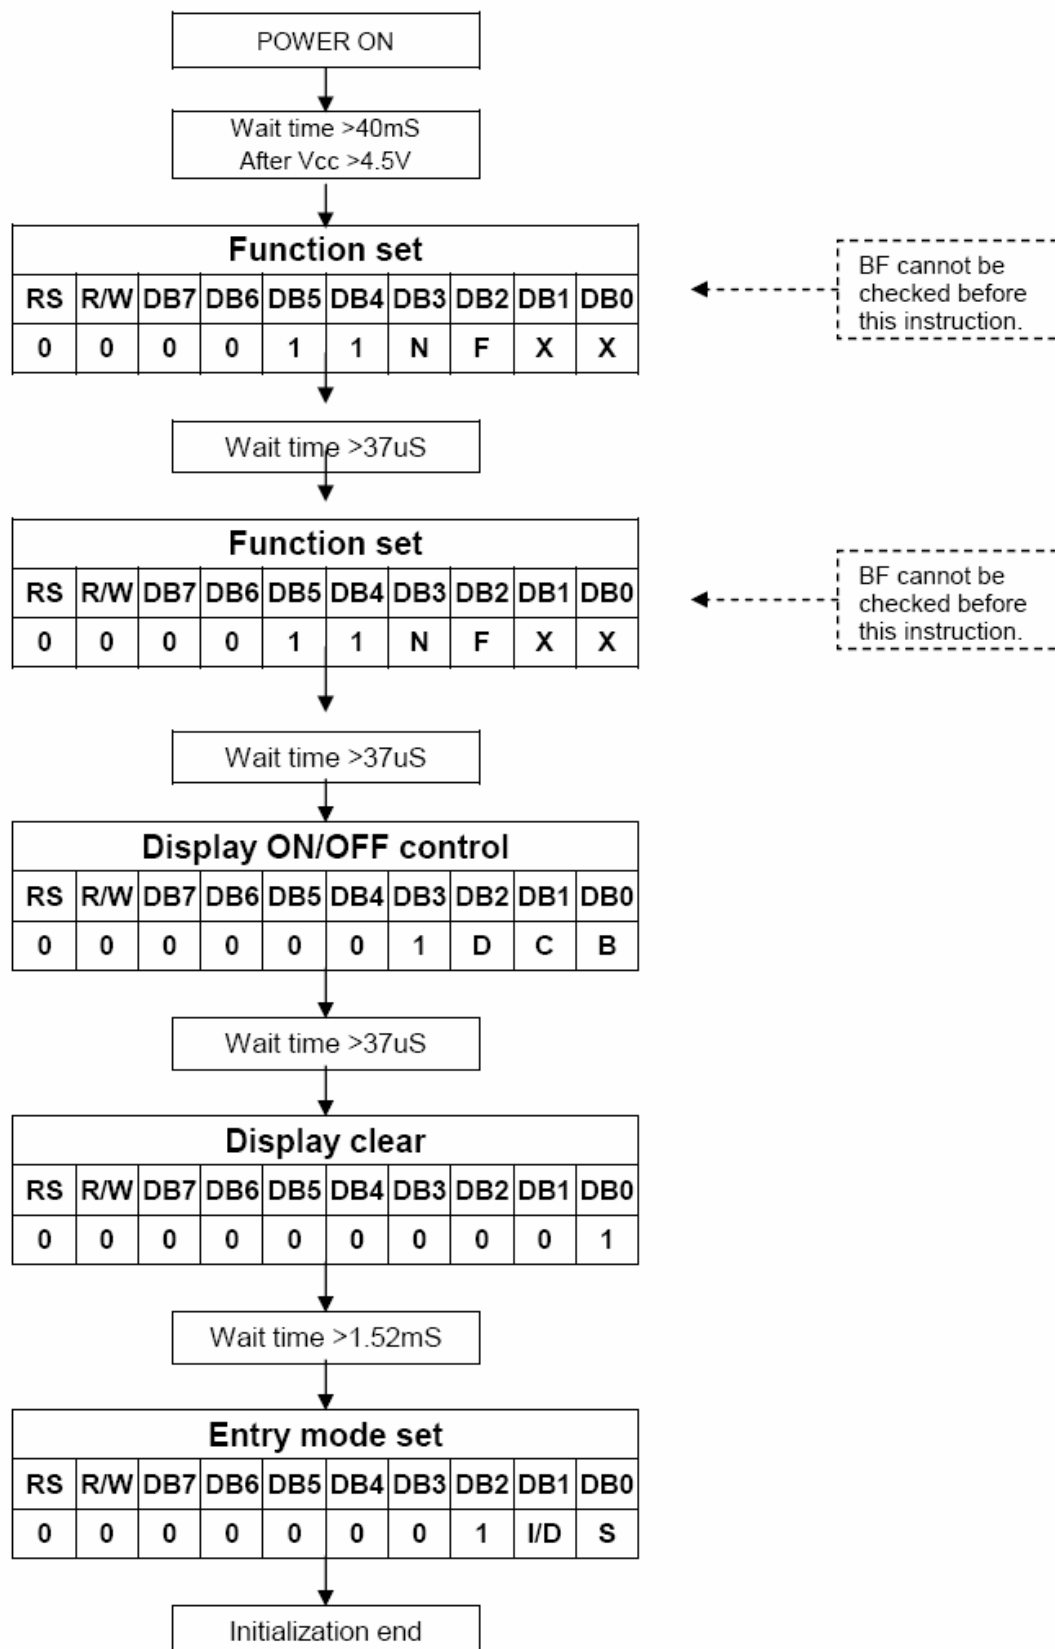 POWER ON
Wait time >40mS
After Vcc >4.5V
Function set
RS R/W DB7 DB6 DB5 DB4 DB3 DB2 DB1 DB0
0 0 0 0 1 1 N F X X
BF cannot be
checked before
this instruction.
Wait time >37uS
Function set
RS R/W DB7 DB6 DB5 DB4 DB3 DB2 DB1 DB0
0 0 0 0 1 1 N F X X
BF cannot be
checked before
this instruction.
Wait time >37uS
Display ON/OFF control
RS R/W DB7 DB6 DB5 DB4 DB3 DB2 DB1 DB0
0 0 0 0 0 0 1 D C B
Wait time >37uS
Display clear
RS R/W DB7 DB6 DB5 DB4 DB3 DB2 DB1 DB0
0 0 0 0 0 0 0 0 0 1
Wait time >1.52mS
Entry mode set
RS R/W DB7 DB6 DB5 DB4 DB3 DB2 DB1 DB0
0 0 0 0 0 0 0 1 I/D S
Initialization end